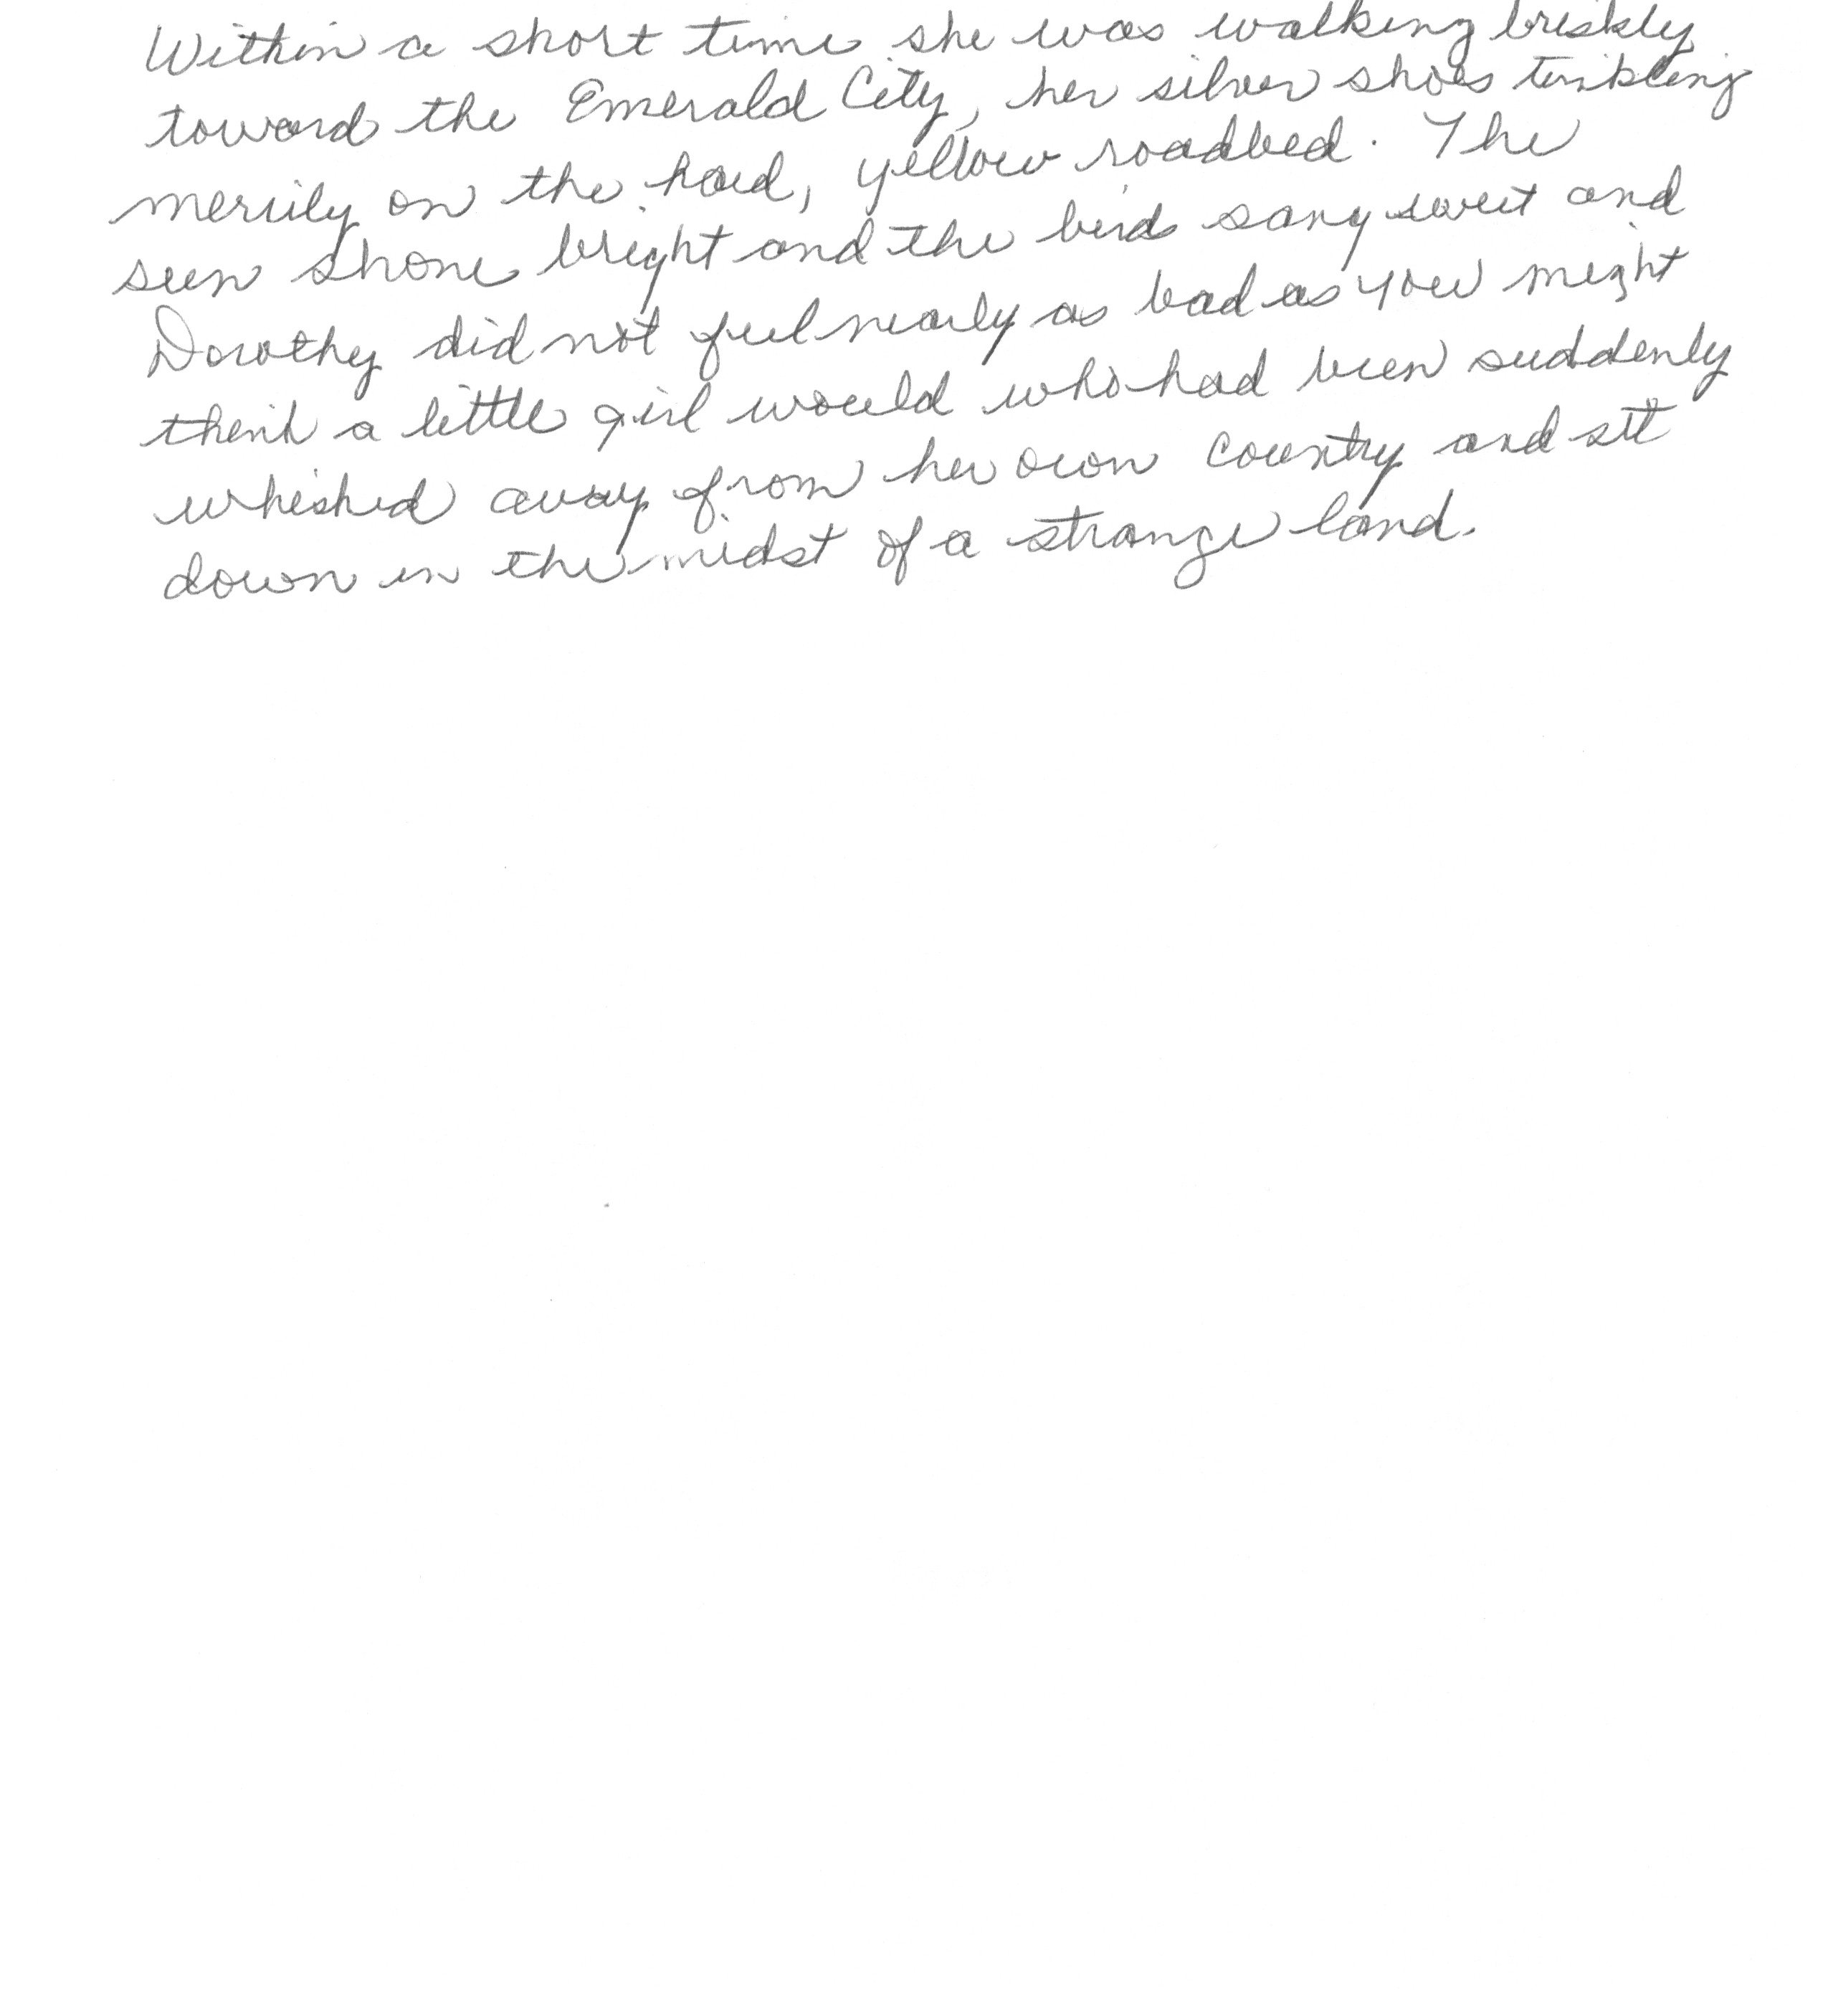 Within a short time she was walking briskly
toward the Emerald City, her silver shoes tinkling
merrily on the hard, yellow roadbed. The
sun shone bright and the birds sang sweet and
Dorothy did not feel nearly as bad as you might
think a little girl would who had been suddenly
whished away from her own country and set
down in the midst of a strange land.